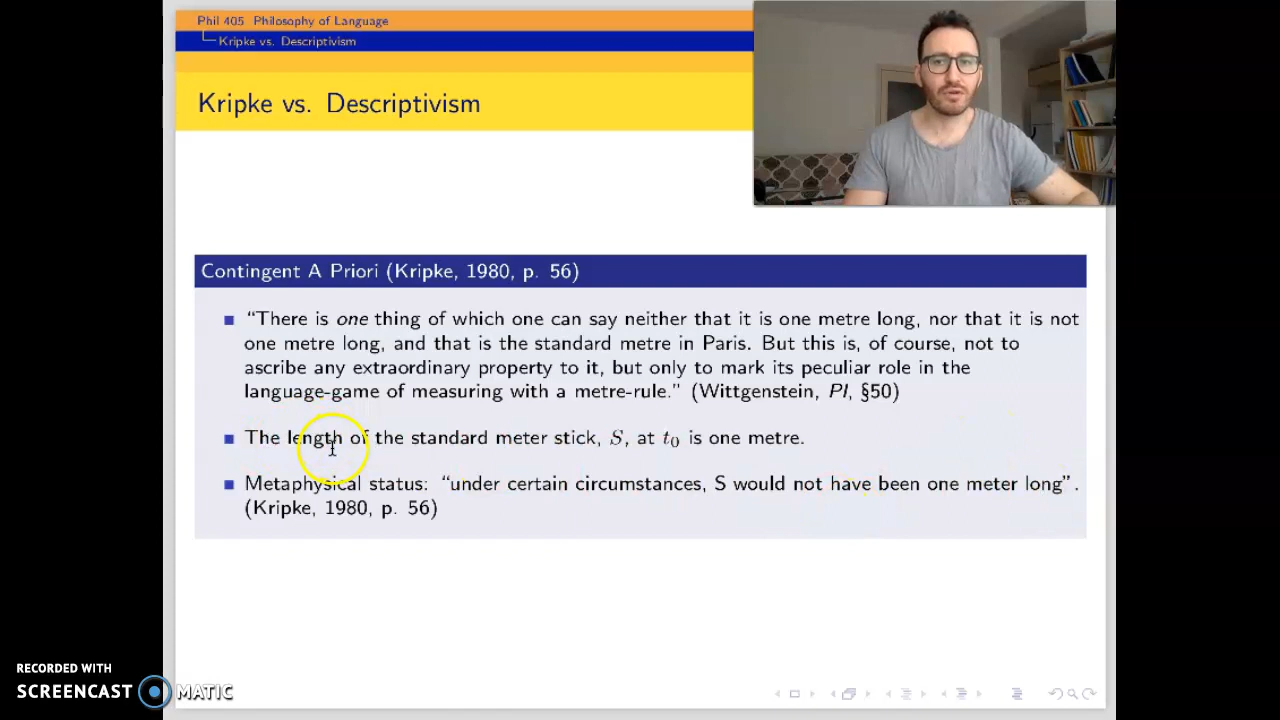 Phil 405 Philosophy of Language
Kripke vs. Descriptivism
Kripke vs. Descriptivism
Contingent A Priori (Kripke, 1980, p. 56)
“There is one thing of which one can say neither that it is one metre long, nor that it is not
one metre long, and that is the standard metre in Paris. But this is, of course, not to
ascribe any extraordinary property to it, but only to mark its peculiar role in the
language-game of measuring with a metre-rule.” (Wittgenstein, PI, §50)
The length of the standard meter stick, S, at t₀ is one metre.
Metaphysical status: “under certain circumstances, S would not have been one meter long”.
(Kripke, 1980, p. 56)
RECORDED WITH
SCREENCAST MATIC